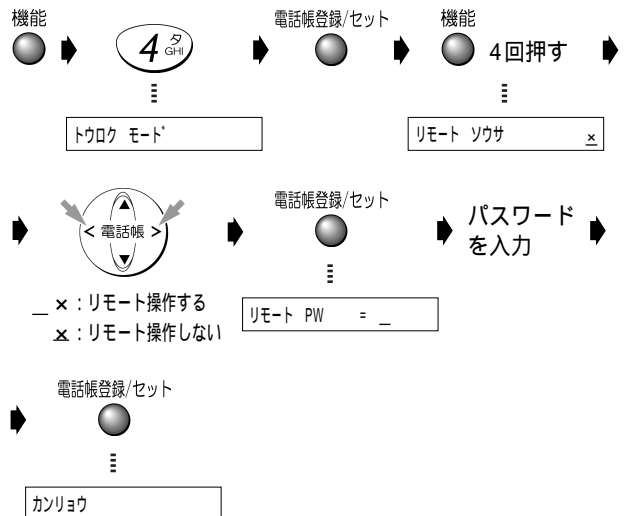 機能
4 タ GHI
電話帳登録/セット
機能
4回押す
トウロク モード
リモート ソウサ ×
< 電話帳 >
_ × : リモート操作する
× : リモート操作しない
電話帳登録/セット
リモート PW = _
パスワード
を入力
電話帳登録/セット
カンリョウ